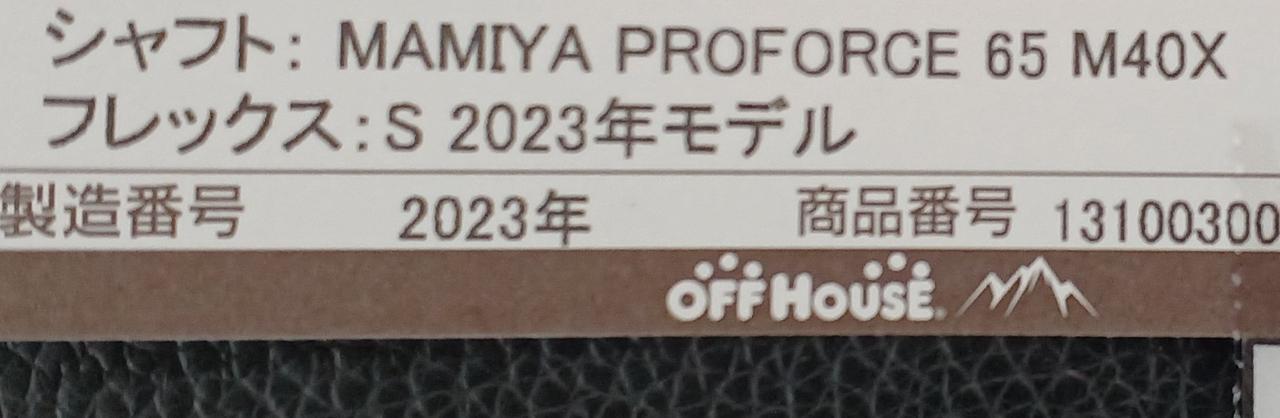 シャフト: MAMIYA PROFORCE 65 M40X
フレックス:S 2023年モデル
製造番号 2023年 商品番号 13100300
OFF HOUSE